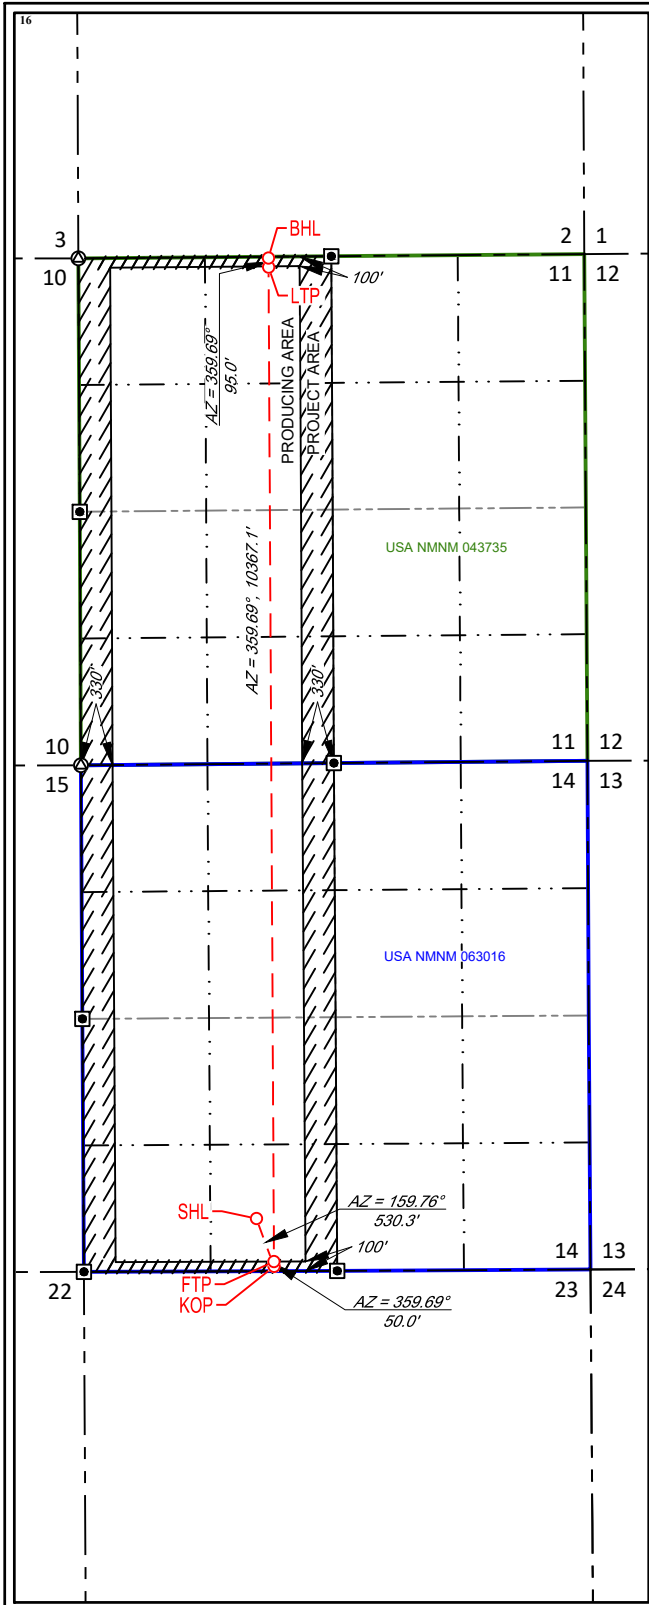 16
BHL
3
2
1
10
11
12
LTP
100'
AZ = 359.69°
95.0'
PRODUCING AREA
PROJECT AREA
USA NMNM 043735
AZ = 359.69°, 10367.1'
330'
330'
10
11
12
15
14
13
USA NMNM 063016
AZ = 159.76°
530.3'
SHL
100'
14
13
22
FTP
23
24
KOP
AZ = 359.69°
50.0'